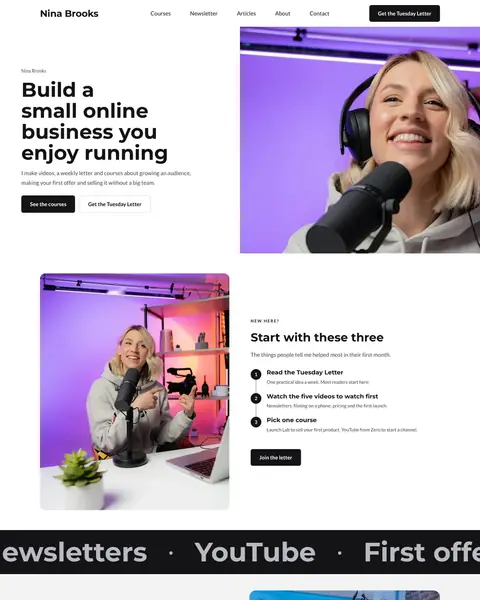 Nina Brooks
Courses
Newsletter
Articles
About
Contact
Get the Tuesday Letter
Nina Brooks
Build a
small online
business you
enjoy running
I make videos, a weekly letter and courses about growing an audience,
making your first offer and selling it without a big team.
See the courses
Get the Tuesday Letter
NEW HERE?
Start with these three
The things people tell me helped most in their first month.
1
Read the Tuesday Letter
One practical idea a week. Most readers start here.
2
Watch the five videos to watch first
Newsletters, filming on a phone, pricing and the first launch.
3
Pick one course
Launch Lab to sell your first product, YouTube from Zero to start a channel.
Join the letter
ewsletters · YouTube · First offe